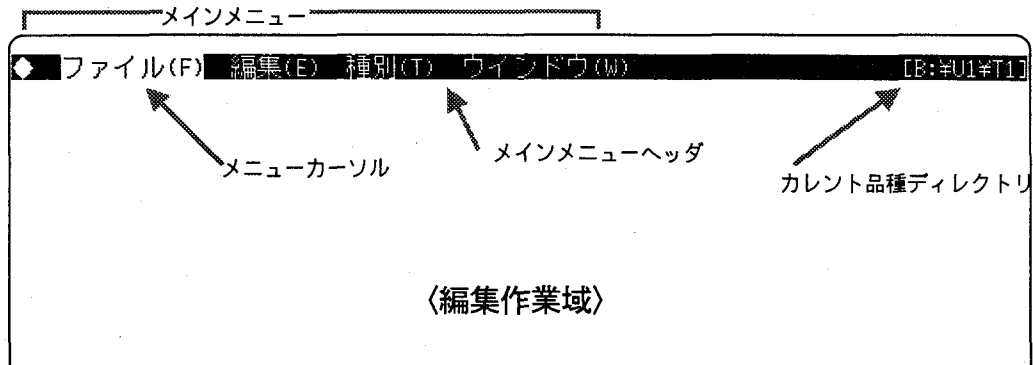 メインメニュー
ファイル(F) 編集(E) 種別(T) ウインドウ(W) [B:¥U1¥T1]
メニューカーソル
メインメニューヘッダ
カレント品種ディレクトリ
〈編集作業域〉